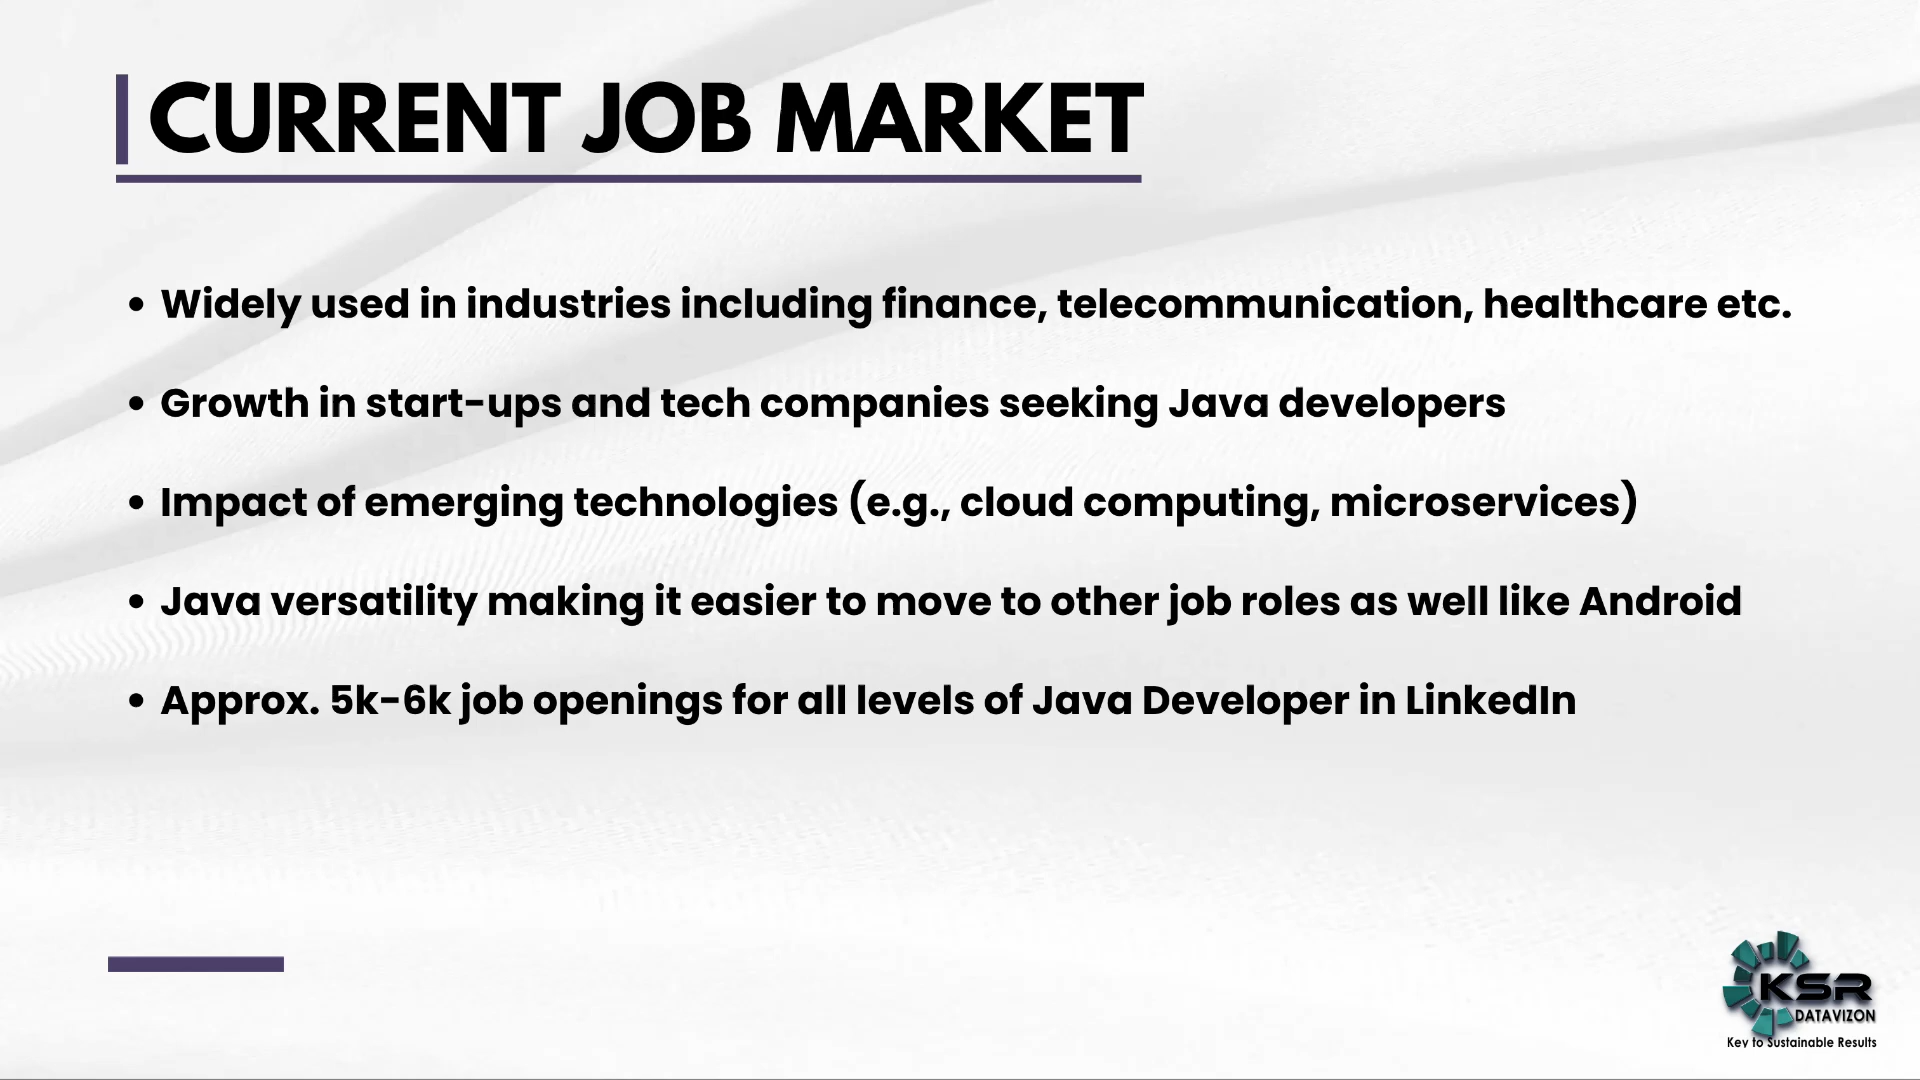 CURRENT JOB MARKET
• Widely used in industries including finance, telecommunication, healthcare etc.
• Growth in start-ups and tech companies seeking Java developers
• Impact of emerging technologies (e.g., cloud computing, microservices)
• Java versatility making it easier to move to other job roles as well like Android
• Approx. 5k-6k job openings for all levels of Java Developer in LinkedIn
KSR
DATAVIZON
Key to Sustainable Results